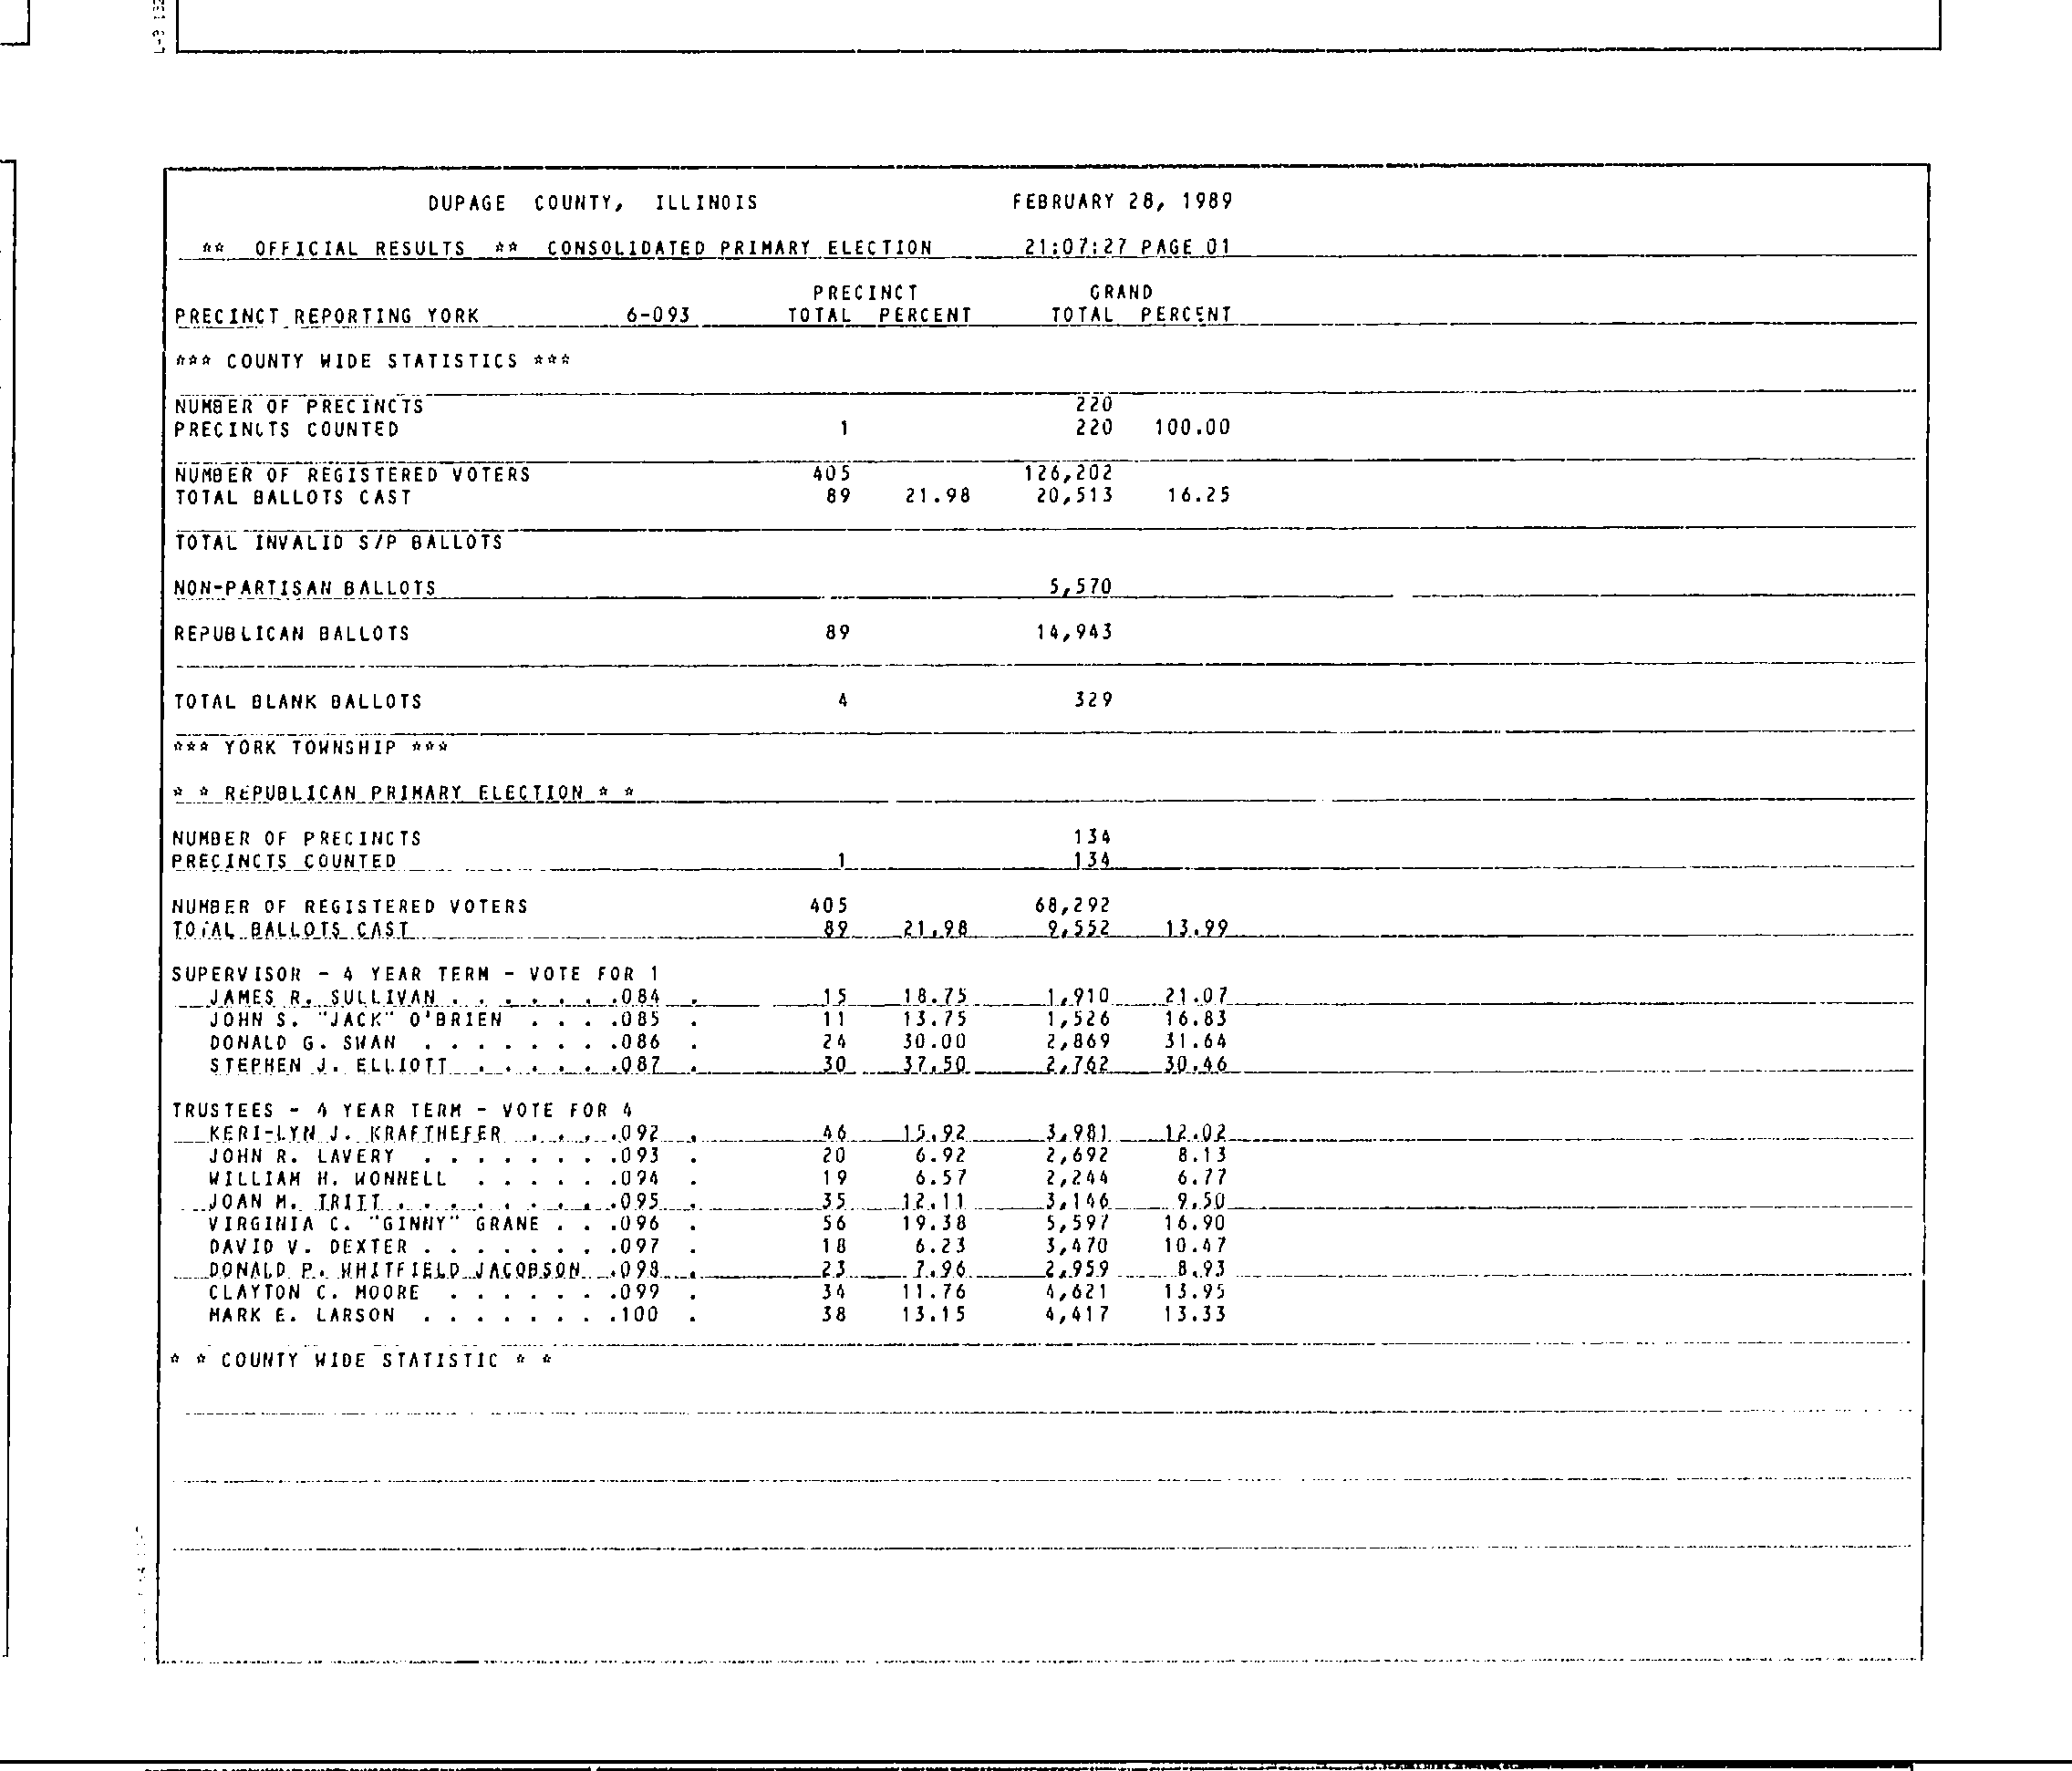 DUPAGE COUNTY, ILLINOIS FEBRUARY 28, 1989
** OFFICIAL RESULTS ** CONSOLIDATED PRIMARY ELECTION 21:07:27 PAGE 01
PRECINCT GRAND
PRECINCT REPORTING YORK 6-093 TOTAL PERCENT TOTAL PERCENT
*** COUNTY WIDE STATISTICS ***
NUMBER OF PRECINCTS 220
PRECINCTS COUNTED 1 220 100.00
NUMBER OF REGISTERED VOTERS 405 126,202
TOTAL BALLOTS CAST 89 21.98 20,513 16.25
TOTAL INVALID S/P BALLOTS
NON-PARTISAN BALLOTS 5,570
REPUBLICAN BALLOTS 89 14,943
TOTAL BLANK BALLOTS 4 329
*** YORK TOWNSHIP ***
* * REPUBLICAN PRIMARY ELECTION * *
NUMBER OF PRECINCTS 134
PRECINCTS COUNTED 1 134
NUMBER OF REGISTERED VOTERS 405 68,292
TOTAL BALLOTS CAST 89 21.98 9,552 13.99
SUPERVISOR - 4 YEAR TERM - VOTE FOR 1
JAMES R. SULLIVAN . . . . . . .084 . 15 18.75 1,910 21.07
JOHN S. "JACK" O'BRIEN . . . .085 . 11 13.75 1,526 16.83
DONALD G. SWAN . . . . . . . .086 . 24 30.00 2,869 31.64
STEPHEN J. ELLIOTT . . . . . .087 . 30 37.50 2,762 30.46
TRUSTEES - 4 YEAR TERM - VOTE FOR 4
KERI-LYN J. KRAFTHEFER . . . .092 . 46 15.92 3,981 12.02
JOHN R. LAVERY . . . . . . . .093 . 20 6.92 2,692 8.13
WILLIAM H. WONNELL . . . . . .094 . 19 6.57 2,244 6.77
JOAN M. TRITT . . . . . . . . .095 . 35 12.11 3,146 9.50
VIRGINIA C. "GINNY" GRANE . . .096 . 56 19.38 5,597 16.90
DAVID V. DEXTER . . . . . . . .097 . 18 6.23 3,470 10.47
DONALD P. WHITFIELD JACOBSON .098 . 23 7.96 2,959 8.93
CLAYTON C. MOORE . . . . . . .099 . 34 11.76 4,621 13.95
MARK E. LARSON . . . . . . . .100 . 38 13.15 4,417 13.33
* * COUNTY WIDE STATISTIC * *